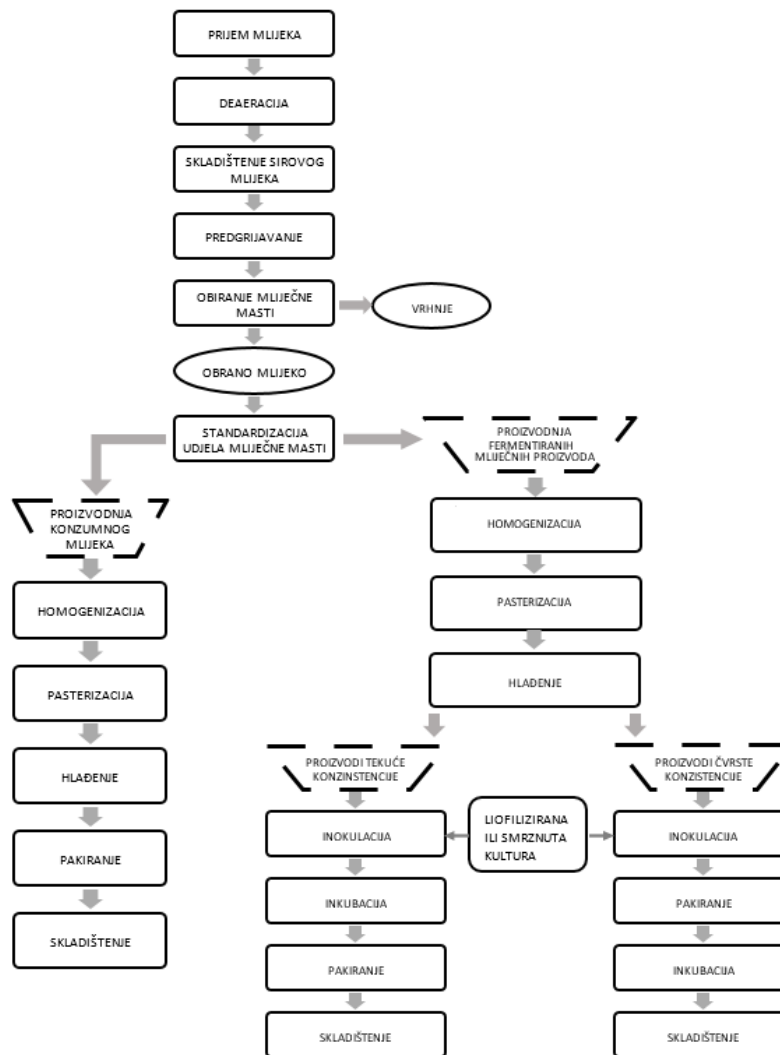 PRIJEM MLIJEKA
DEAERACIJA
SKLADIŠTENJE SIROVOG
MLIJEKA
PREDGRIJAVANJE
OBIRANJE MLIJEČNE
MASTI
VRHNJE
OBRANO MLIJEKO
STANDARDIZACIJA
UDJELA MLIJEČNE MASTI
PROIZVODNJA
KONZUMNOG
MLIJEKA
HOMOGENIZACIJA
PASTERIZACIJA
HLAĐENJE
PAKIRANJE
SKLADIŠTENJE
PROIZVODNJA
FERMENTIRANIH
MLIJEČNIH PROIZVODA
HOMOGENIZACIJA
PASTERIZACIJA
HLAĐENJE
PROIZVODI TEKUĆE
KONZINSTENCIJE
INOKULACIJA
INKUBACIJA
PAKIRANJE
SKLADIŠTENJE
LIOFILIZIRANA
ILI SMRZNUTA
KULTURA
PROIZVODI ČVRSTE
KONZISTENCIJE
INOKULACIJA
PAKIRANJE
INKUBACIJA
SKLADIŠTENJE